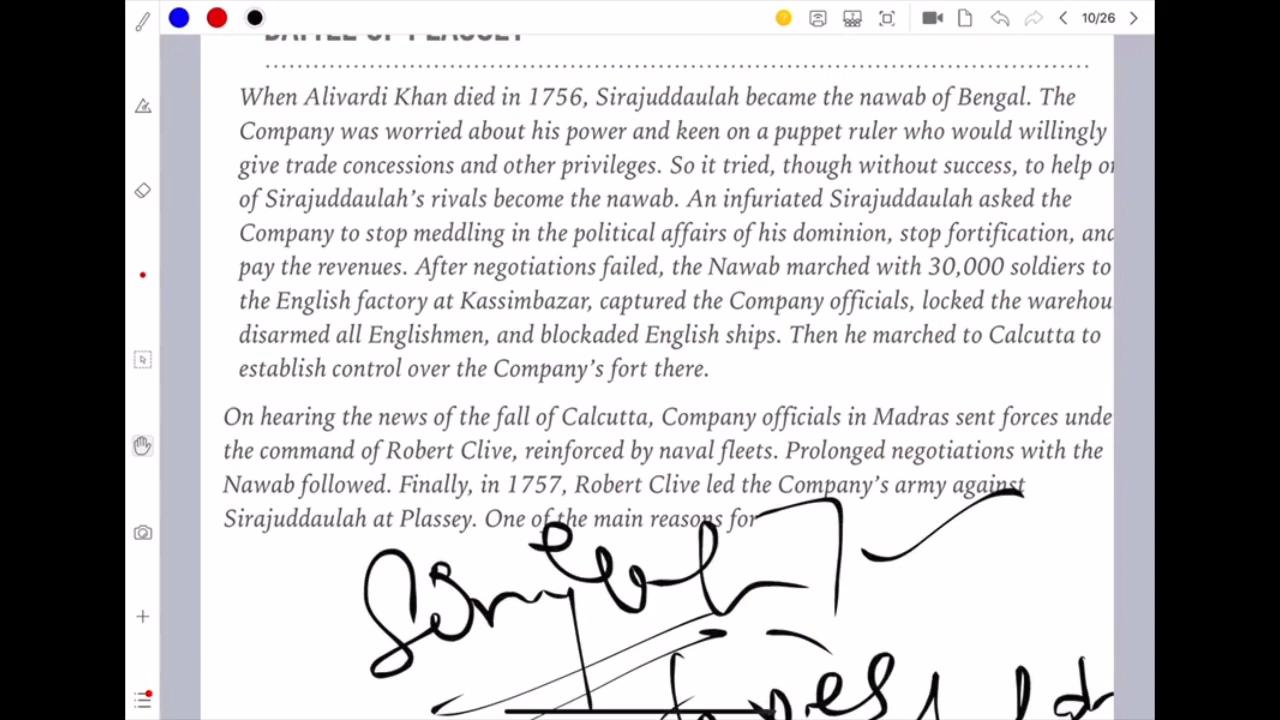 10/26
BATTLE OF PLASSEY
When Alivardi Khan died in 1756, Sirajuddaulah became the nawab of Bengal. The
Company was worried about his power and keen on a puppet ruler who would willingly
give trade concessions and other privileges. So it tried, though without success, to help on
of Sirajuddaulah's rivals become the nawab. An infuriated Sirajuddaulah asked the
Company to stop meddling in the political affairs of his dominion, stop fortification, and
pay the revenues. After negotiations failed, the Nawab marched with 30,000 soldiers to
the English factory at Kassimbazar, captured the Company officials, locked the warehou
disarmed all Englishmen, and blockaded English ships. Then he marched to Calcutta to
establish control over the Company's fort there.
On hearing the news of the fall of Calcutta, Company officials in Madras sent forces unde
the command of Robert Clive, reinforced by naval fleets. Prolonged negotiations with the
Nawab followed. Finally, in 1757, Robert Clive led the Company's army against
Sirajuddaulah at Plassey. One of the main reasons for